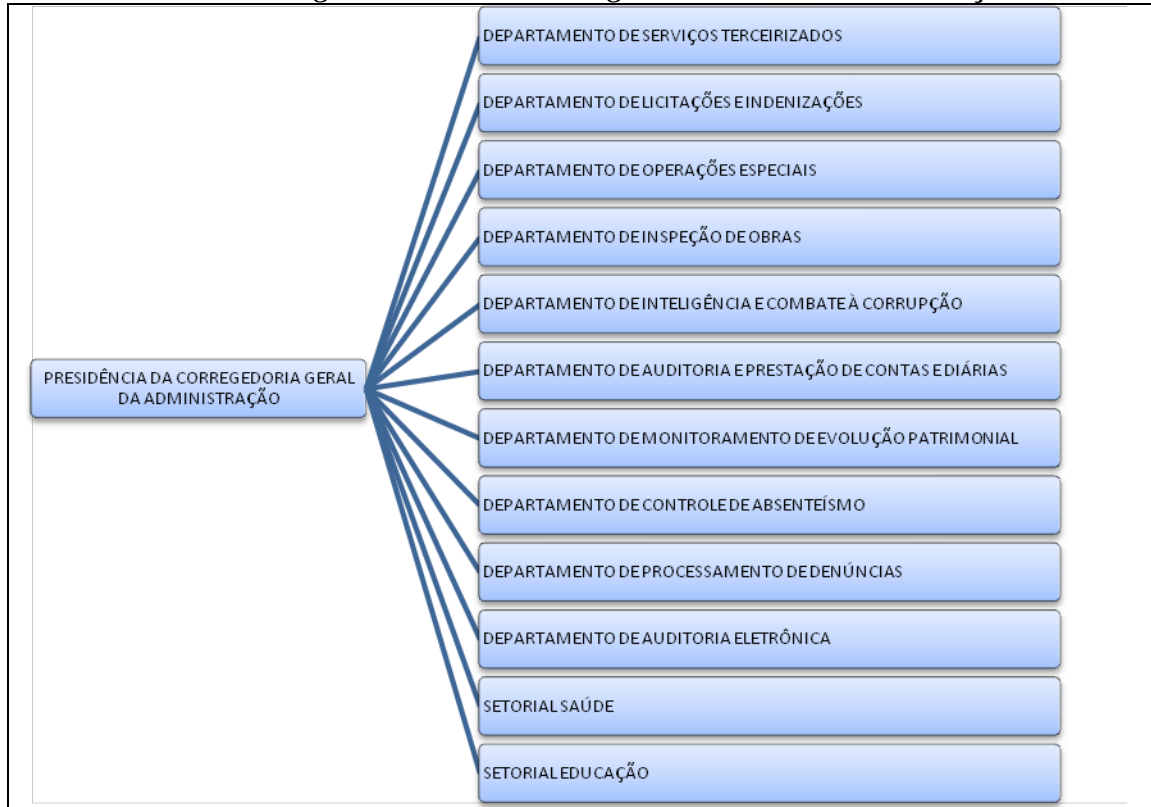 DEPARTAMENTO DE SERVIÇOS TERCEIRIZADOS
DEPARTAMENTO DE LICITAÇÕES E INDENIZAÇÕES
DEPARTAMENTO DE OPERAÇÕES ESPECIAIS
DEPARTAMENTO DE INSPEÇÃO DE OBRAS
DEPARTAMENTO DE INTELIGÊNCIA E COMBATE À CORRUPÇÃO
PRESIDÊNCIA DA CORREGEDORIA GERAL
DA ADMINISTRAÇÃO
DEPARTAMENTO DE AUDITORIA E PRESTAÇÃO DE CONTAS E DIÁRIAS
DEPARTAMENTO DE MONITORAMENTO DE EVOLUÇÃO PATRIMONIAL
DEPARTAMENTO DE CONTROLE DE ABSENTEÍSMO
DEPARTAMENTO DE PROCESSAMENTO DE DENÚNCIAS
DEPARTAMENTO DE AUDITORIA ELETRÔNICA
SETORIAL SAÚDE
SETORIAL EDUCAÇÃO